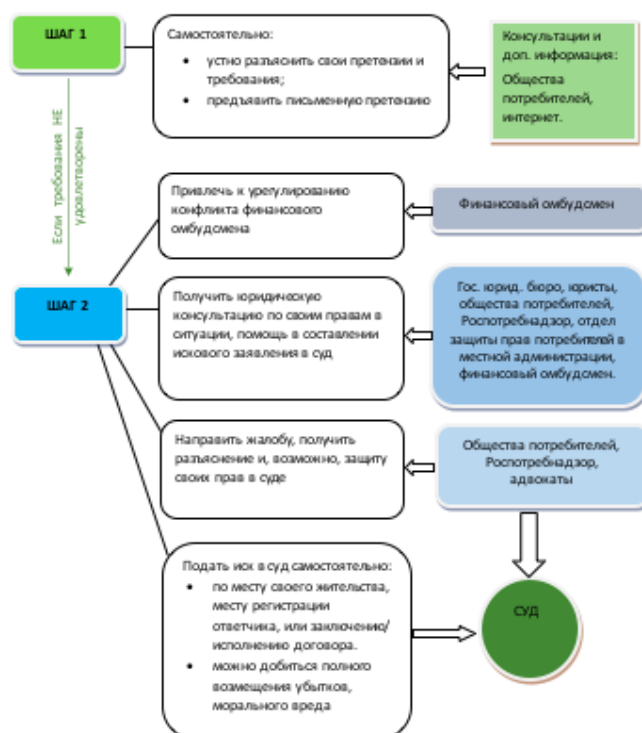 ШАГ 1
Самостоятельно:
• устно разъяснить свои претензии и
требования;
• предъявить письменную претензию
Консультации и
доп. информация:
Общества
потребителей,
интернет.
Если требования НЕ
удовлетворены
Привлечь к урегулированию
конфликта финансового
омбудсмена
Финансовый омбудсмен
ШАГ 2
Получить юридическую
консультацию по своим правам в
ситуации, помощь в составлении
искового заявления в суд
Гос. юрид. бюро, юристы,
общества потребителей,
Роспотребнадзор, отдел
защиты прав потребителей в
местной администрации,
финансовый омбудсмен.
Направить жалобу, получить
разъяснение и, возможно, защиту
своих прав в суде
Общества потребителей,
Роспотребнадзор,
адвокаты
Подать иск в суд самостоятельно:
• по месту своего жительства,
месту регистрации
ответчика, или заключению/
исполнению договора.
• можно добиться полного
возмещения убытков,
морального вреда
СУД